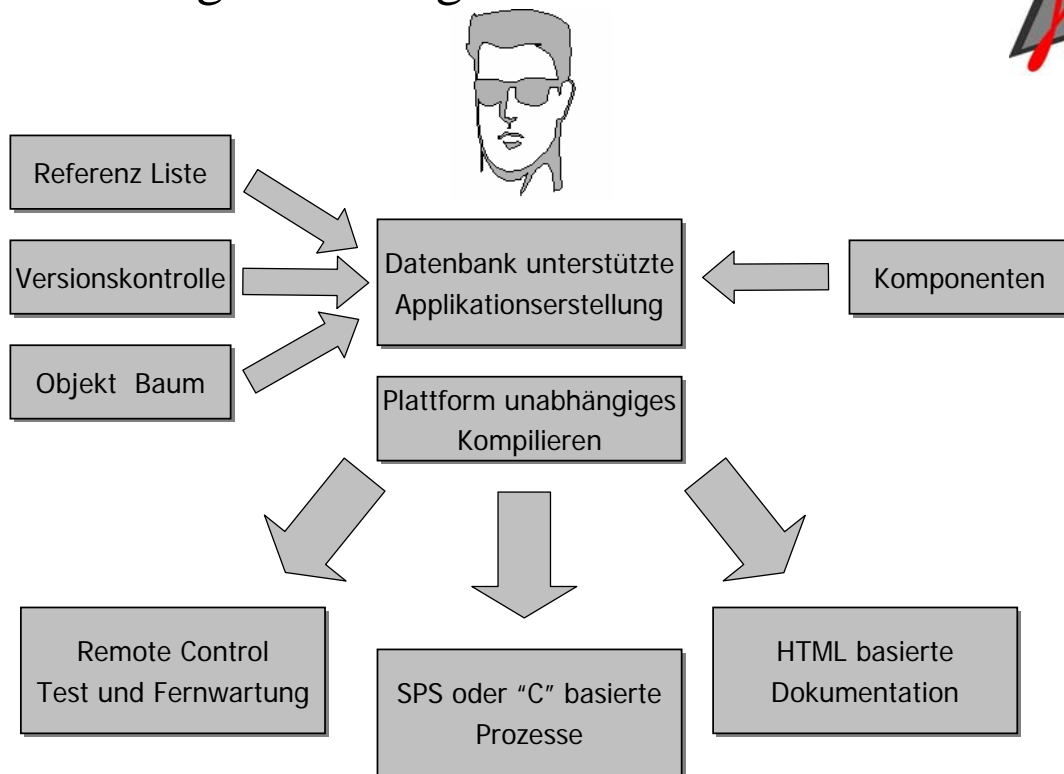 Referenz Liste
Versionskontrolle
Objekt Baum
Datenbank unterstützte
Applikationserstellung
Komponenten
Plattform unabhängiges
Kompilieren
Remote Control
Test und Fernwartung
SPS oder “C” basierte
Prozesse
HTML basierte
Dokumentation